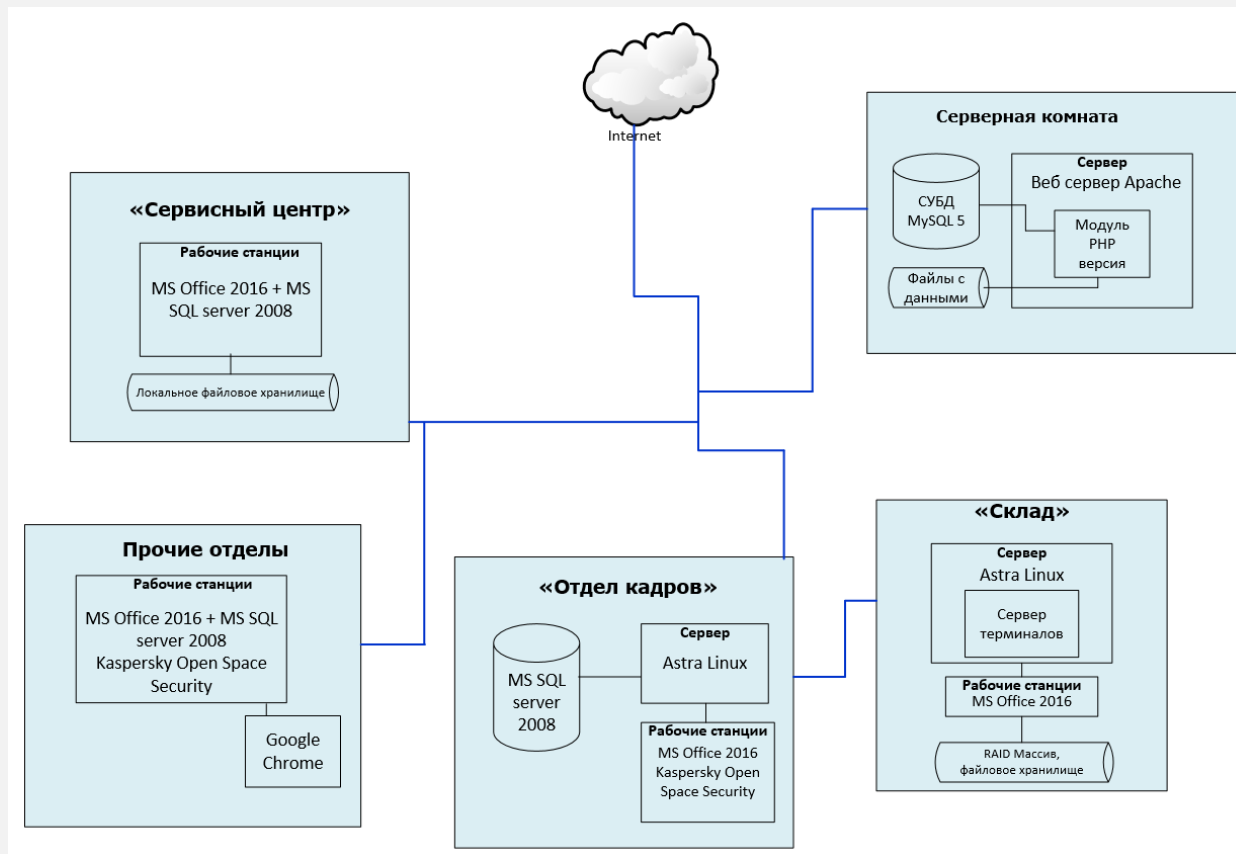 Internet
Серверная комната
СУБД
MySQL 5
Файлы с
данными
Сервер
Веб сервер Apache
Модуль
PHP
версия
«Сервисный центр»
Рабочие станции
MS Office 2016 + MS
SQL server 2008
Локальное файловое хранилище
Прочие отделы
Рабочие станции
MS Office 2016 + MS SQL
server 2008
Kaspersky Open Space
Security
Google
Chrome
«Отдел кадров»
MS SQL
server
2008
Сервер
Astra Linux
Рабочие станции
MS Office 2016
Kaspersky Open
Space Security
«Склад»
Сервер
Astra Linux
Сервер
терминалов
Рабочие станции
MS Office 2016
RAID Массив,
файловое хранилище